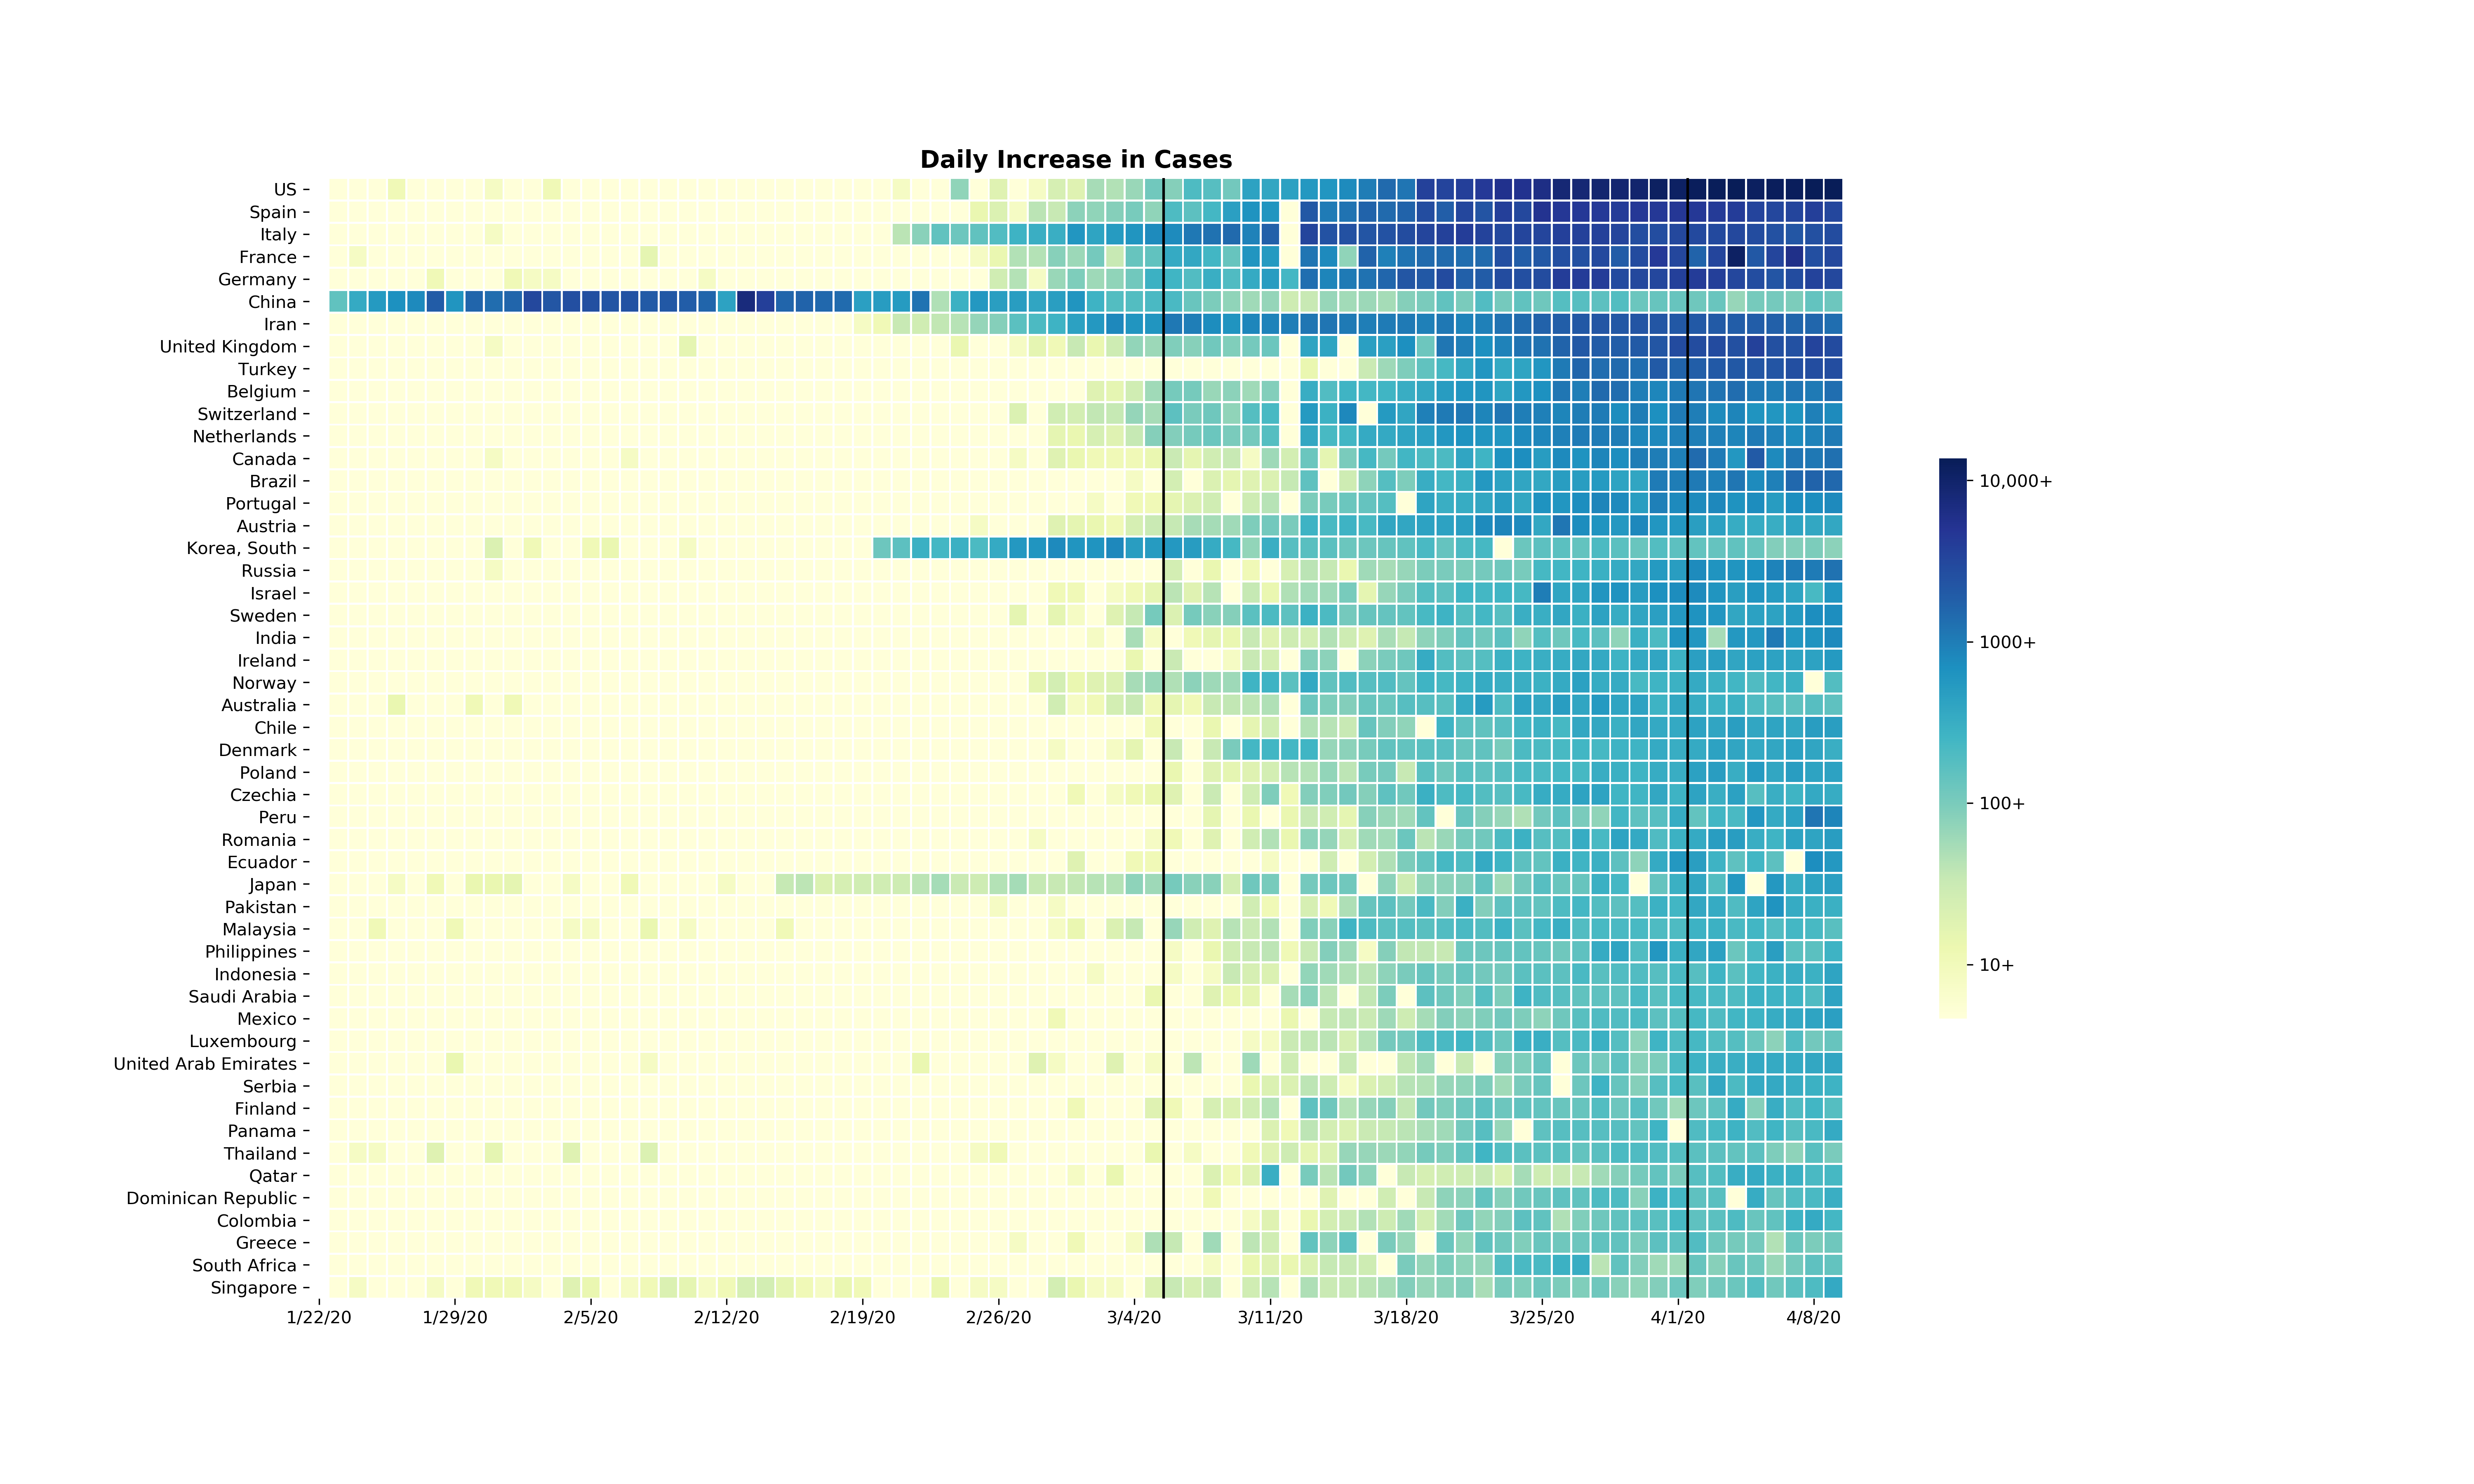 Daily Increase in Cases
US
Spain
Italy
France
Germany
China
Iran
United Kingdom
Turkey
Belgium
Switzerland
Netherlands
Canada
Brazil
Portugal
Austria
Korea, South
Russia
Israel
Sweden
India
Ireland
Norway
Australia
Chile
Denmark
Poland
Czechia
Peru
Romania
Ecuador
Japan
Pakistan
Malaysia
Philippines
Indonesia
Saudi Arabia
Mexico
Luxembourg
United Arab Emirates
Serbia
Finland
Panama
Thailand
Qatar
Dominican Republic
Colombia
Greece
South Africa
Singapore
1/22/20 1/29/20 2/5/20 2/12/20 2/19/20 2/26/20 3/4/20 3/11/20 3/18/20 3/25/20 4/1/20 4/8/20
10,000+
1000+
100+
10+